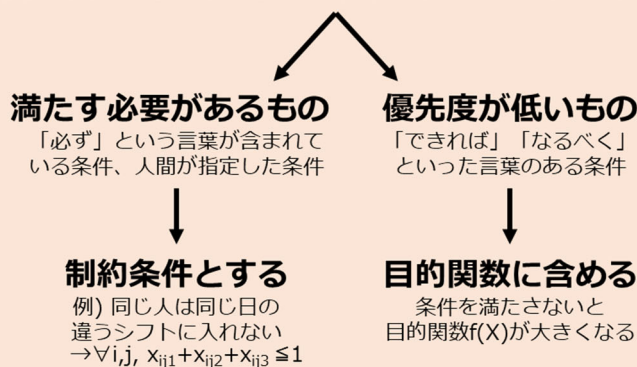 満たす必要があるもの
「必ず」という言葉が含まれて
いる条件、人間が指定した条件
制約条件とする
例) 同じ人は同じ日の
違うシフトに入れない
→∀i,j, xij1+xij2+xij3 ≦1
優先度が低いもの
「できれば」「なるべく」
といった言葉のある条件
目的関数に含める
条件を満たさないと
目的関数f(X)が大きくなる